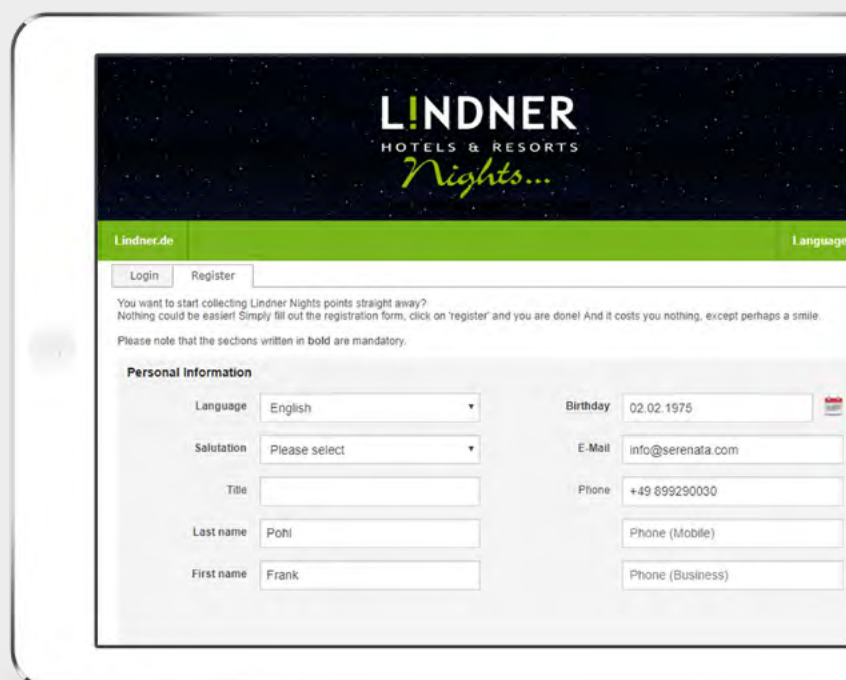 L!NDNER
HOTELS & RESORTS
Nights...
Lindner.de
Language
Login
Register
You want to start collecting Lindner Nights points straight away?
Nothing could be easier! Simply fill out the registration form, click on 'register' and you are done! And it costs you nothing, except perhaps a smile.
Please note that the sections written in bold are mandatory.
Personal Information
Language English
Salutation Please select
Title
Last name Pohl
First name Frank
Birthday 02.02.1975
E-Mail info@serenata.com
Phone +49 899290030
Phone (Mobile)
Phone (Business)